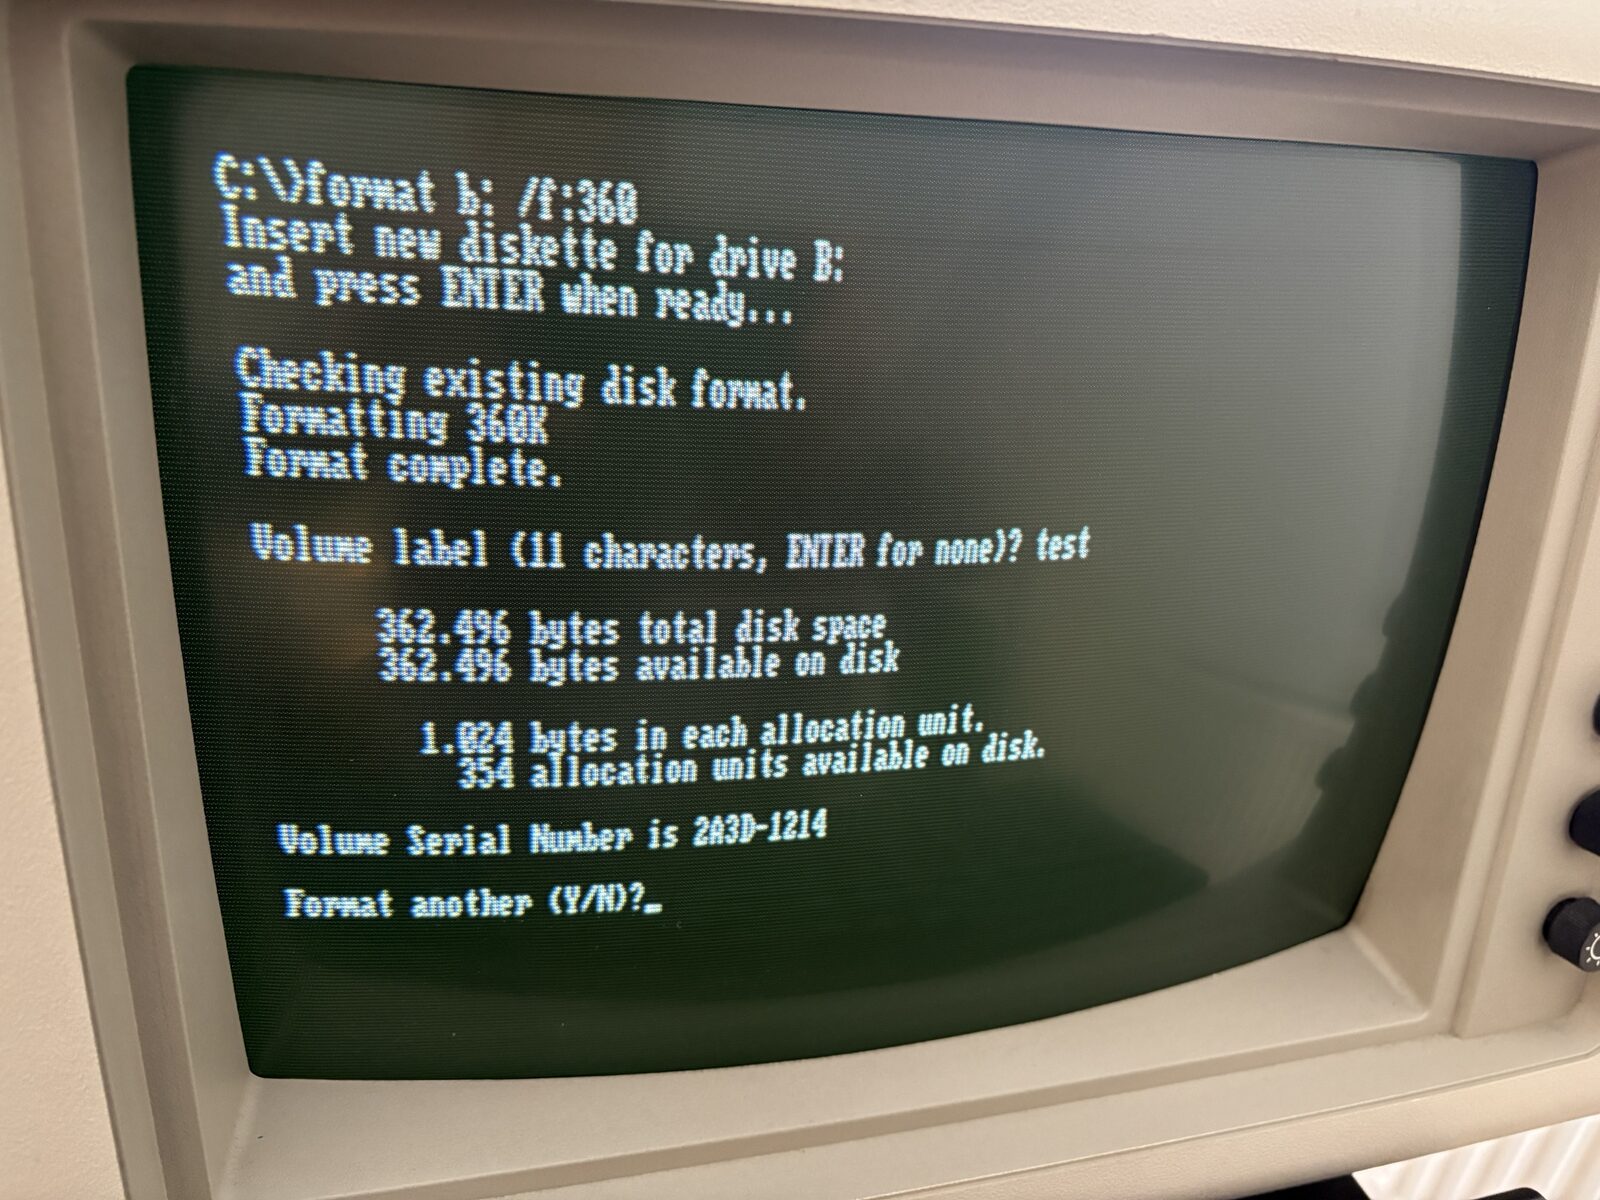 C:\>format b: /f:360
Insert new diskette for drive B:
and press ENTER when ready...
Checking existing disk format.
Formatting 360K
Format complete.
Volume label (11 characters, ENTER for none)? test
362.496 bytes total disk space
362.496 bytes available on disk
1.024 bytes in each allocation unit.
354 allocation units available on disk.
Volume Serial Number is 2A3D-1214
Format another (Y/N)?_